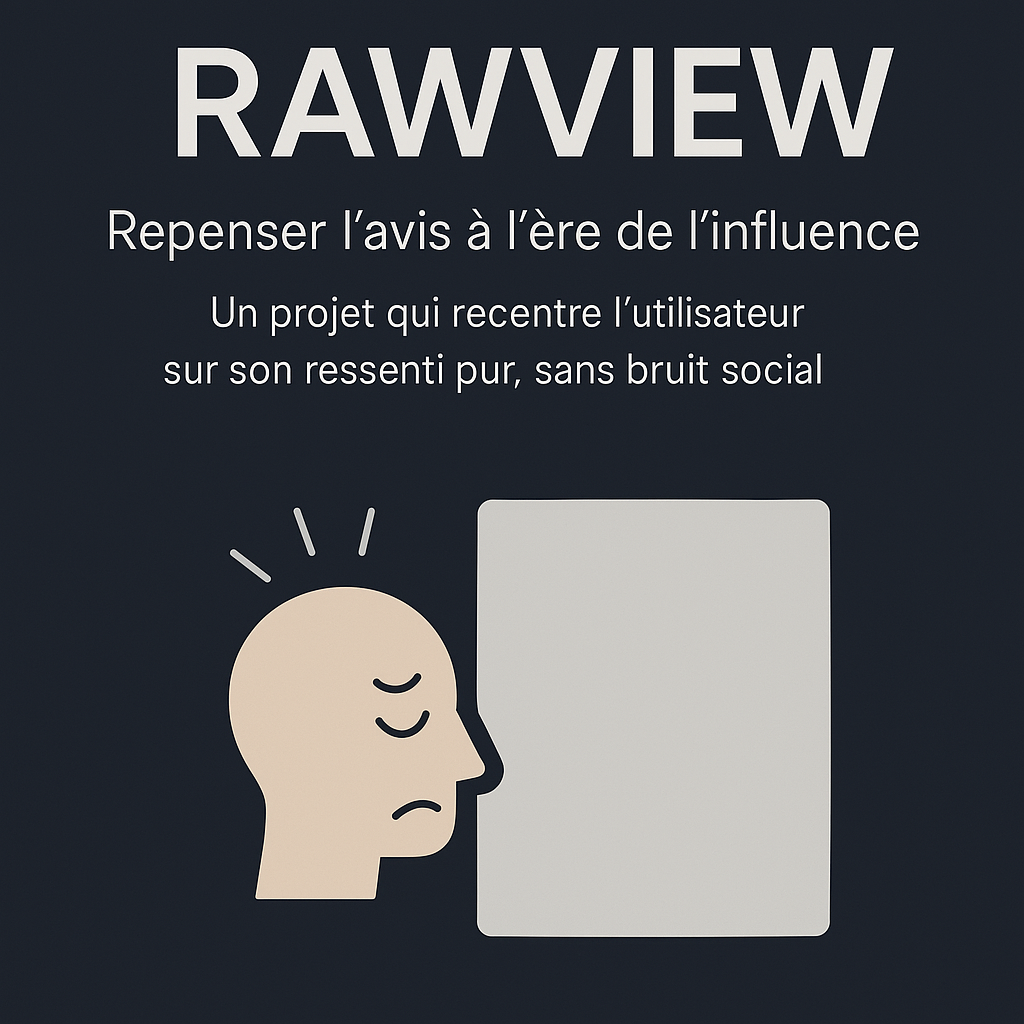 RAWVIEW
Repenser l’avis à l’ère de l’influence
Un projet qui recentre l’utilisateur
sur son ressenti pur, sans bruit social